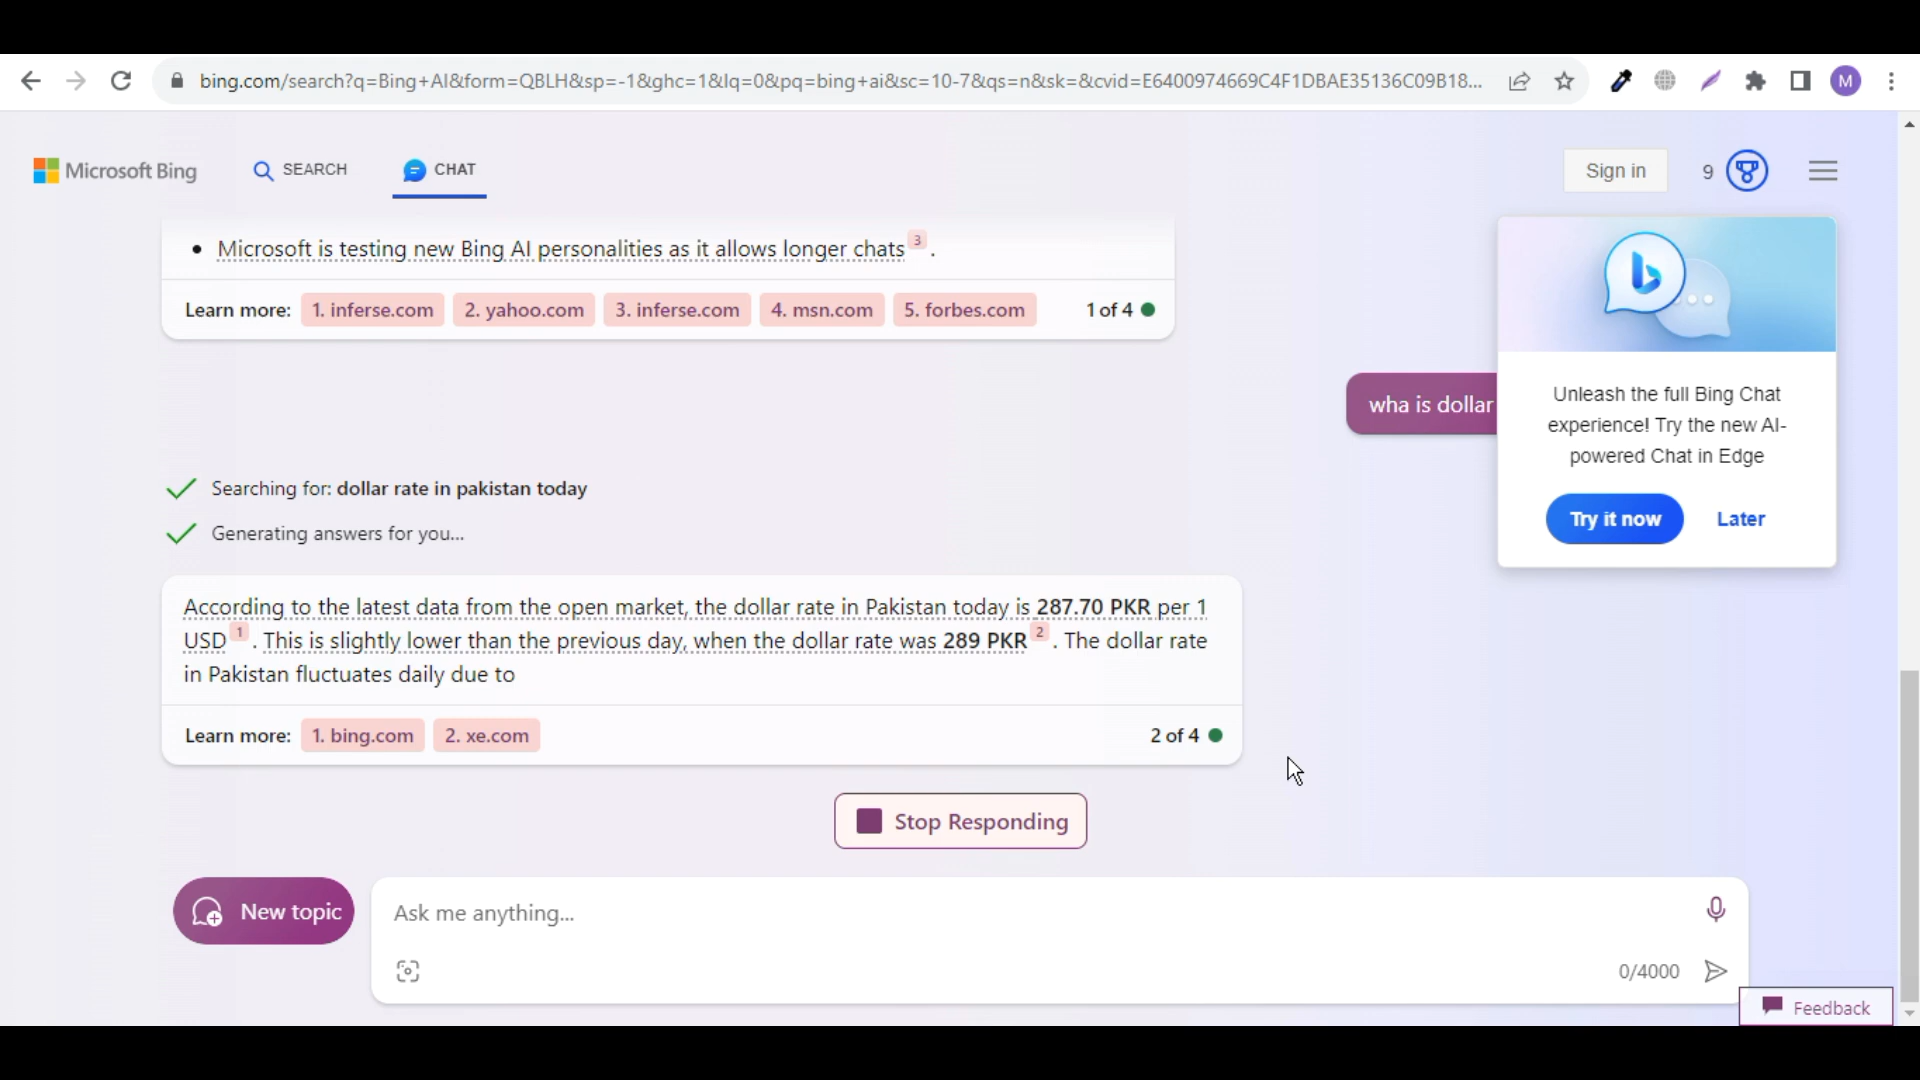 bing.com/search?q=Bing+AI&form=QBLH&sp=-1&ghc=1&lq=0&pq=bing+ai&sc=10-7&qs=n&sk=&cvid=E6400974669C4F1DBAE35136C09B18...
M
Microsoft Bing
SEARCH
CHAT
Sign in
9
• Microsoft is testing new Bing AI personalities as it allows longer chats 3 .
Learn more: 1. inferse.com 2. yahoo.com 3. inferse.com 4. msn.com 5. forbes.com 1 of 4
Unleash the full Bing Chat
experience! Try the new AI-
powered Chat in Edge
Try it now Later
wha is dollar
Searching for: dollar rate in pakistan today
Generating answers for you...
According to the latest data from the open market, the dollar rate in Pakistan today is 287.70 PKR per 1
USD 1 . This is slightly lower than the previous day, when the dollar rate was 289 PKR 2 . The dollar rate
in Pakistan fluctuates daily due to
Learn more: 1. bing.com 2. xe.com 2 of 4
Stop Responding
New topic
Ask me anything...
0/4000
Feedback